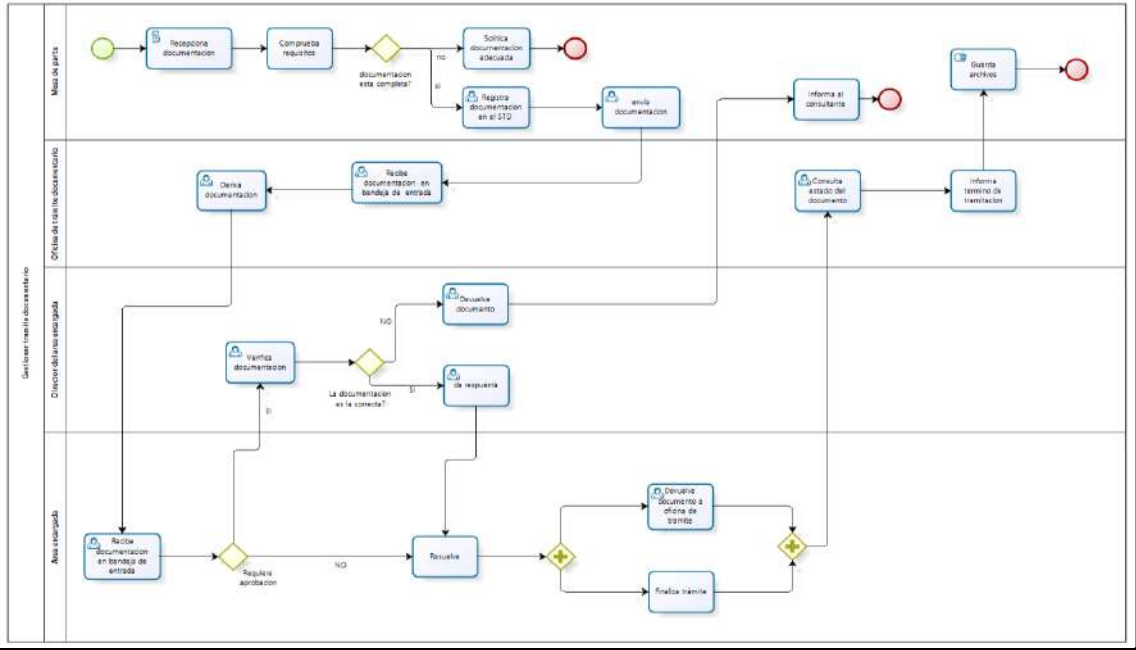 Gestionar tramite documentario
Mesa de parte
Recepciona
documentacion
Comprueba
requisitos
documentacion
esta completa?
no
si
Solicita
documentacion
adecuada
Registra
documentacion
en el STD
envia
documentacion
Informa al
consultante
Guarda
archivos
Oficina de trámite documentario
Deriva
documentacion
Recibe
documentacion en
bandeja de entrada
Consulta
estado del
documento
Informa
termino de
tramitacion
Director del area encargada
Verifica
documentacion
La documentacion
es la correcta?
NO
SI
Devuelve
documento
da respuesta
Area encargada
Recibe
documentacion
en bandeja de
entrada
Requiere
aprobacion
SI
NO
Resuelve
Devuelve
documento a
oficina de
tramite
Finaliza trámite